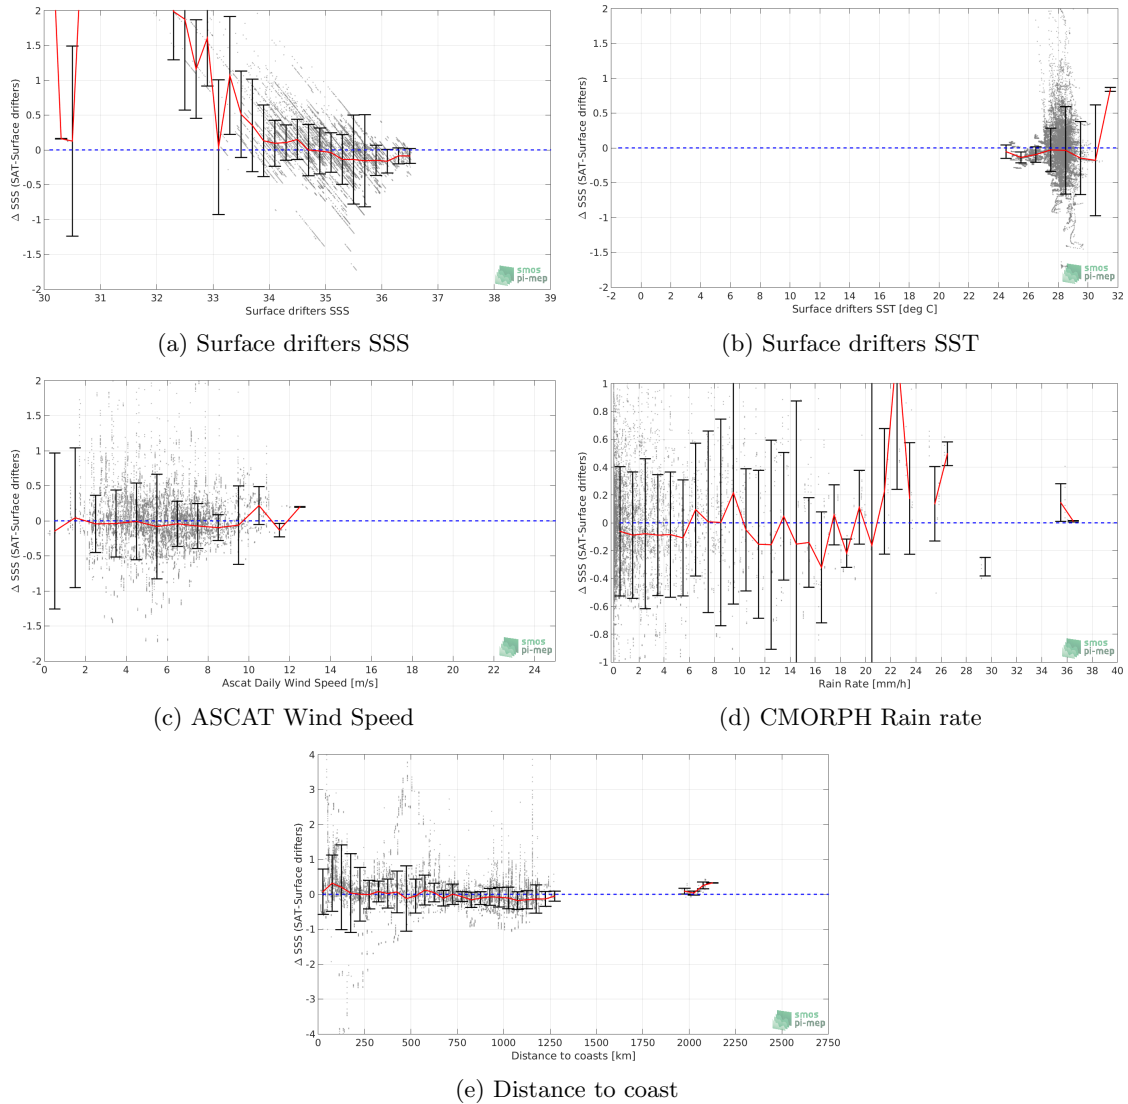 Δ SSS (SAT-Surface drifters)
2
1.5
1
0.5
0
-0.5
-1
-1.5
-2
30 31 32 33 34 35 36 37 38 39
Surface drifters SSS
smos
pi-mep
(a) Surface drifters SSS
Δ SSS (SAT-Surface drifters)
2
1.5
1
0.5
0
-0.5
-1
-1.5
-2
-2 0 2 4 6 8 10 12 14 16 18 20 22 24 26 28 30 32
Surface drifters SST [deg C]
smos
pi-mep
(b) Surface drifters SST
Δ SSS (SAT-Surface drifters)
2
1.5
1
0.5
0
-0.5
-1
-1.5
-2
0 2 4 6 8 10 12 14 16 18 20 22 24
Ascat Daily Wind Speed [m/s]
smos
pi-mep
(c) ASCAT Wind Speed
Δ SSS (SAT-Surface drifters)
1
0.8
0.6
0.4
0.2
0
-0.2
-0.4
-0.6
-0.8
-1
0 2 4 6 8 10 12 14 16 18 20 22 24 26 28 30 32 34 36 38 40
Rain Rate [mm/h]
smos
pi-mep
(d) CMORPH Rain rate
Δ SSS (SAT-Surface drifters)
4
3
2
1
0
-1
-2
-3
-4
0 250 500 750 1000 1250 1500 1750 2000 2250 2500 2750
Distance to coasts [km]
smos
pi-mep
(e) Distance to coast